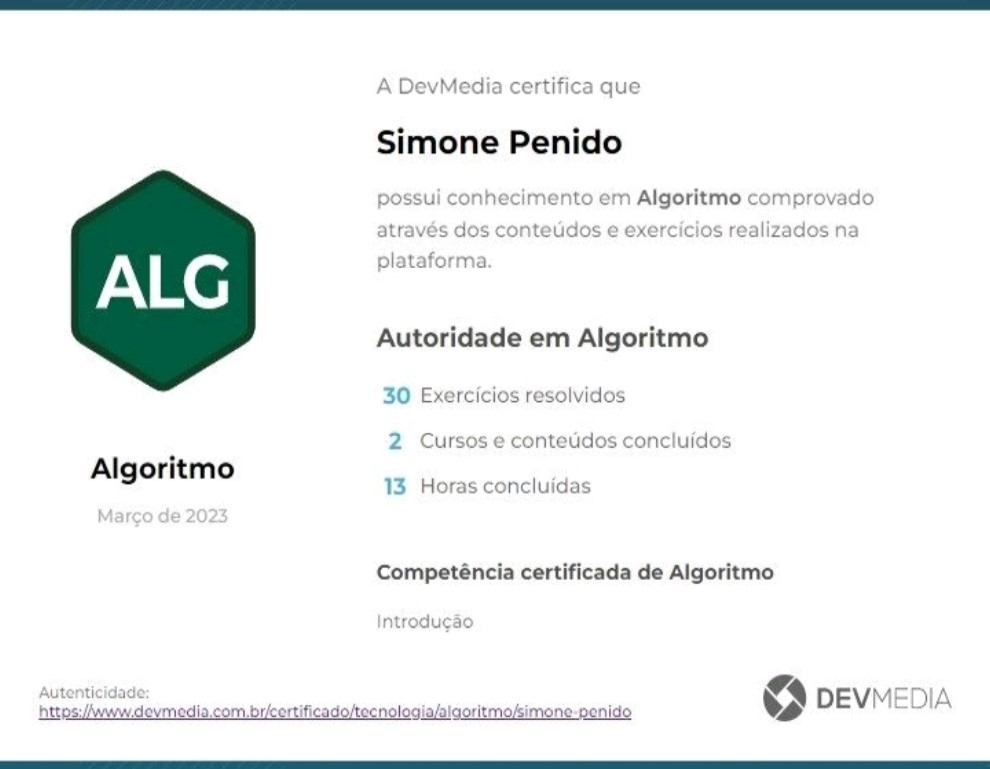 A DevMedia certifica que
Simone Penido
possui conhecimento em Algoritmo comprovado
através dos conteúdos e exercícios realizados na
plataforma.
ALG
Algoritmo
Março de 2023
Autoridade em Algoritmo
30 Exercícios resolvidos
2 Cursos e conteúdos concluídos
13 Horas concluídas
Competência certificada de Algoritmo
Introdução
Autenticidade:
https://www.devmedia.com.br/certificado/tecnologia/algoritmo/simone-penido
DEVMEDIA